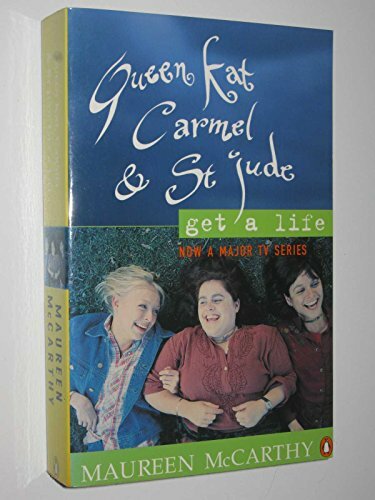 Queen Kat
Carmel
& St Jude
get a life
NOW A MAJOR TV SERIES
MAUREEN McCARTHY
MAUREEN
McCARTHY